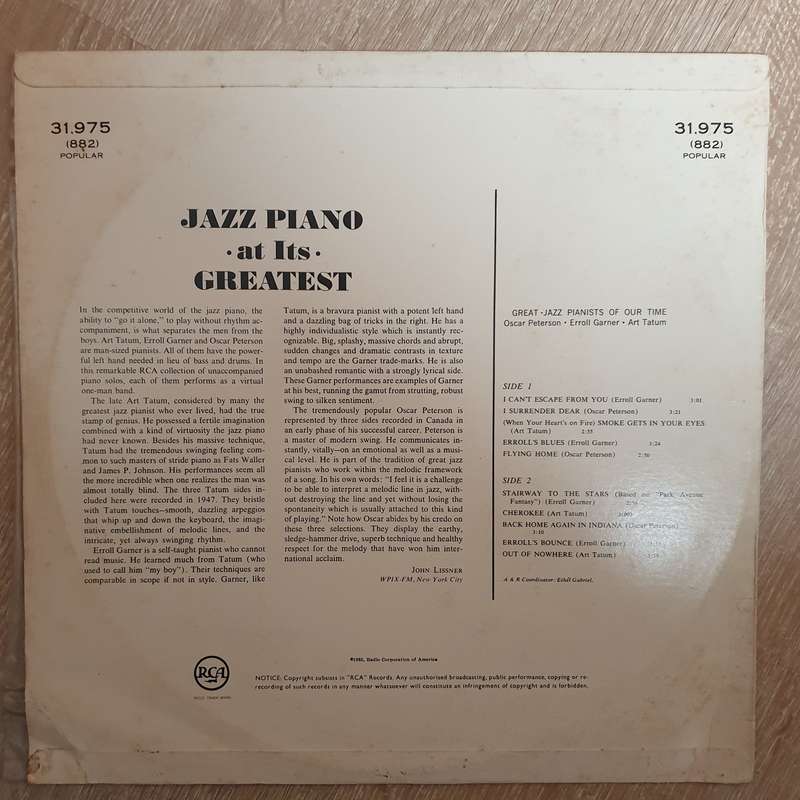 31.975
(882)
POPULAR
31.975
(882)
POPULAR
JAZZ PIANO
• at Its •
GREATEST
In the competitive world of the jazz piano, the
ability to "go it alone," to play without rhythm ac-
companiment, is what separates the men from the
boys. Art Tatum, Erroll Garner and Oscar Peterson
are man-sized pianists. All of them have the power-
ful left hand needed in lieu of bass and drums. In
this remarkable RCA collection of unaccompanied
piano solos, each of them performs as a virtual
one-man band.
The late Art Tatum, considered by many the
greatest jazz pianist who ever lived, had the true
stamp of genius. He possessed a fertile imagination
combined with a kind of virtuosity the jazz piano
had never known. Besides his massive technique,
Tatum had the tremendous swinging feeling com-
mon to such masters of stride piano as Fats Waller
and James P. Johnson. His performances seem all
the more incredible when one realizes the man was
almost totally blind. The three Tatum sides in-
cluded here were recorded in 1947. They bristle
with Tatum touches—smooth, dazzling arpeggios
that whip up and down the keyboard, the imagi-
native embellishment of melodic lines, and the
intricate, yet always swinging rhythm.
Erroll Garner is a self-taught pianist who cannot
read music. He learned much from Tatum (who
used to call him "my boy"). Their techniques are
comparable in scope if not in style. Garner, like
Tatum, is a bravura pianist with a potent left hand
and a dazzling bag of tricks in the right. He has a
highly individualistic style which is instantly rec-
ognizable. Big, splashy, massive chords and abrupt,
sudden changes and dramatic contrasts in texture
and tempo are the Garner trade-marks. He is also
an unabashed romantic with a strongly lyrical side.
These Garner performances are examples of Garner
at his best, running the gamut from strutting, robust
swing to silken sentiment.
The tremendously popular Oscar Peterson is
represented by three sides recorded in Canada in
an early phase of his successful career. Peterson is
a master of modern swing. He communicates in-
stantly, vitally—on an emotional as well as a musi-
cal level. He is part of the tradition of great jazz
pianists who work within the melodic framework
of a song. In his own words: "I feel it is a challenge
to be able to interpret a melodic line in jazz, with-
out destroying the line and yet without losing the
spontaneity which is usually attached to this kind
of playing." Note how Oscar abides by his credo on
these three selections. They display the earthy,
sledge-hammer drive, superb technique and healthy
respect for the melody that have won him inter-
national acclaim.
JOHN LISSNER
WPIX-FM, New York City
GREAT • JAZZ PIANISTS OF OUR TIME
Oscar Peterson • Erroll Garner • Art Tatum
SIDE 1
I CAN'T ESCAPE FROM YOU (Erroll Garner) 3:01
I SURRENDER DEAR (Oscar Peterson) 3:21
(When Your Heart's on Fire) SMOKE GETS IN YOUR EYES
(Art Tatum) 2:35
ERROLL'S BLUES (Erroll Garner) 3:24
FLYING HOME (Oscar Peterson)
SIDE 2
STAIRWAY TO THE STARS (Based on "Park Avenue
Fantasy") (Erroll Garner)
CHEROKEE (Art Tatum)
BACK HOME AGAIN IN INDIANA (Oscar Peterson)
3:10
ERROLL'S BOUNCE (Erroll Garner)
OUT OF NOWHERE (Art Tatum)
A & R Coordinator: Ethel Gabriel.
Radio Corporation of America
RCA
NOTICE: Copyright subsists in "RCA" Records. Any unauthorised broadcasting, public performance, copying or re-
recording of such records in any manner whatsoever will constitute an infringement of copyright and is forbidden.